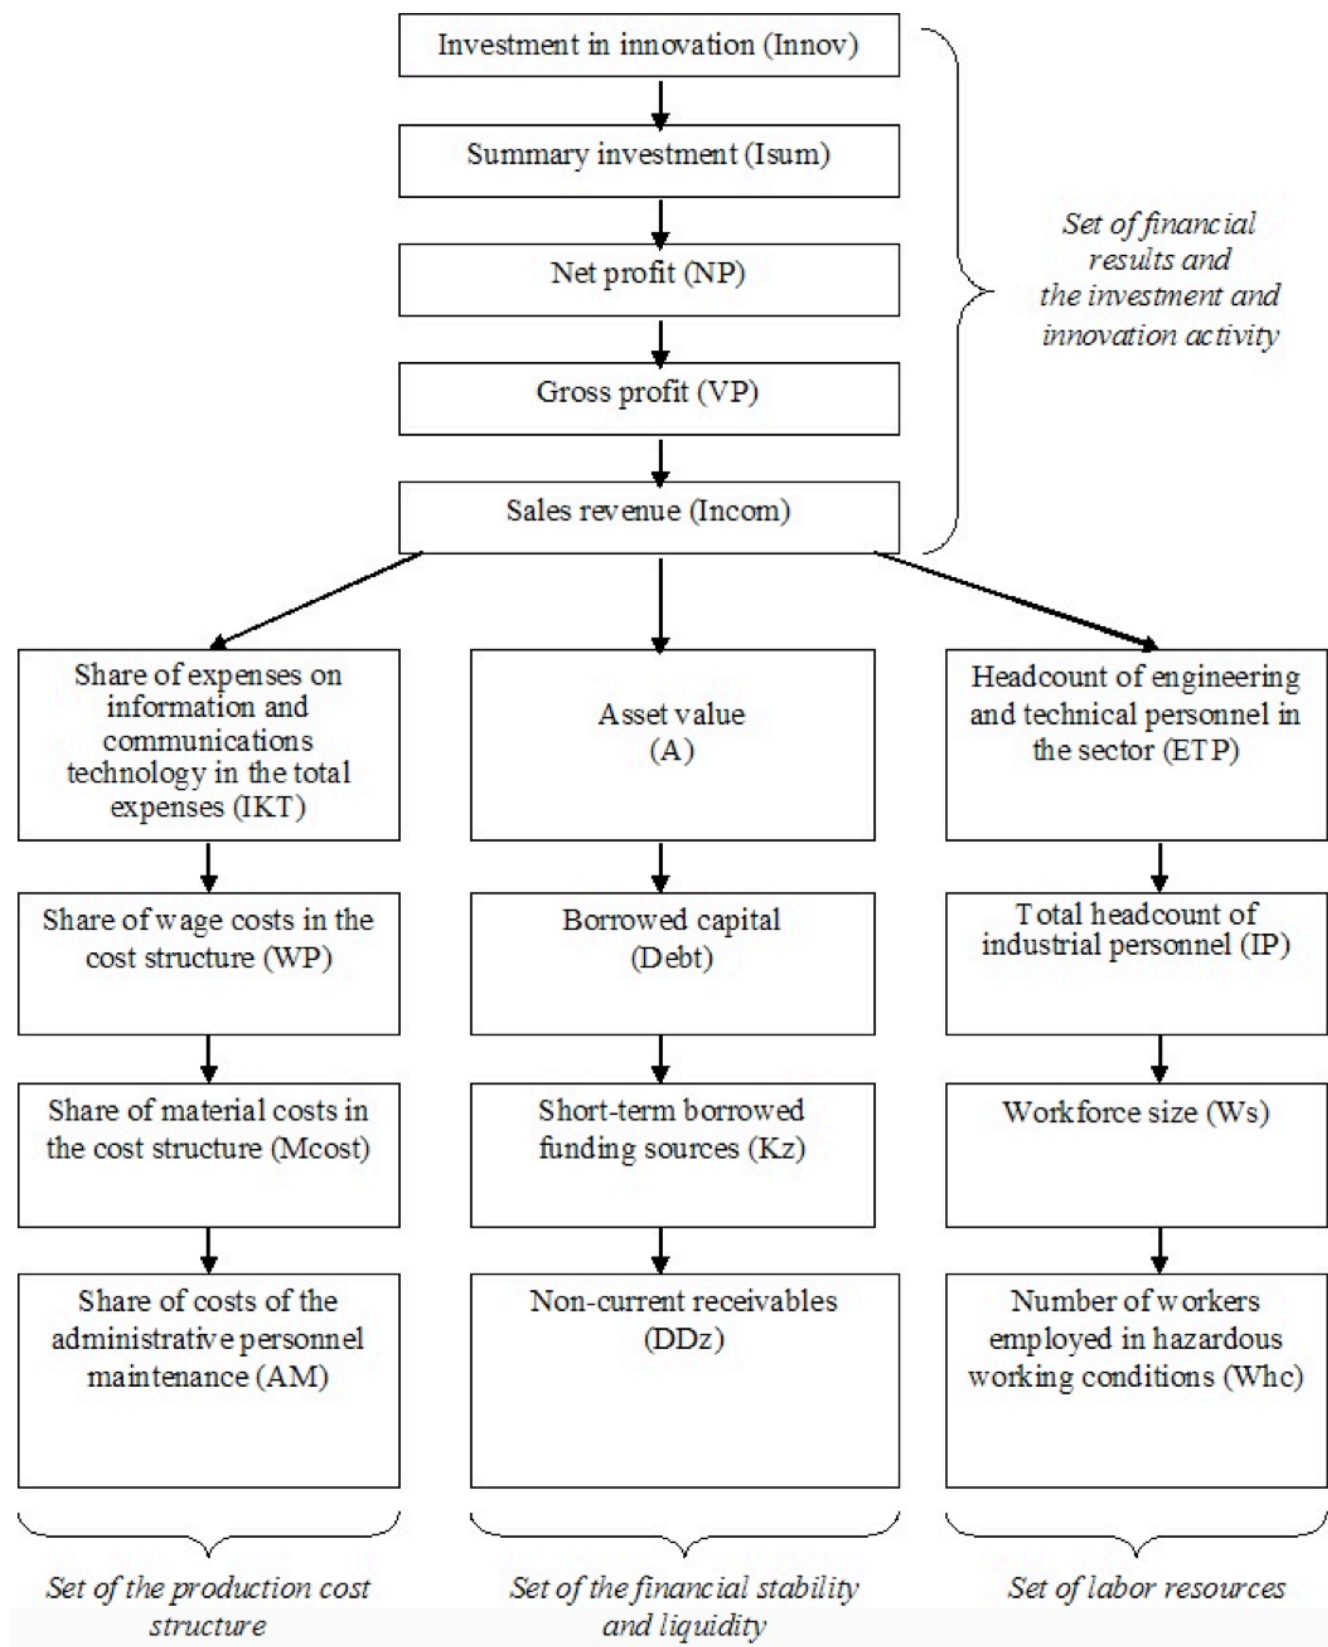 Investment in innovation (Innov)
Summary investment (Isum)
Net profit (NP)
Gross profit (VP)
Sales revenue (Incom)
Set of financial
results and
the investment and
innovation activity
Share of expenses on
information and
communications
technology in the total
expenses (IKT)
Share of wage costs in the
cost structure (WP)
Share of material costs in
the cost structure (Mcost)
Share of costs of the
administrative personnel
maintenance (AM)
Set of the production cost
structure
Asset value
(A)
Borrowed capital
(Debt)
Short-term borrowed
funding sources (Kz)
Non-current receivables
(DDz)
Set of the financial stability
and liquidity
Headcount of engineering
and technical personnel in
the sector (ETP)
Total headcount of
industrial personnel (IP)
Workforce size (Ws)
Number of workers
employed in hazardous
working conditions (Whc)
Set of labor resources